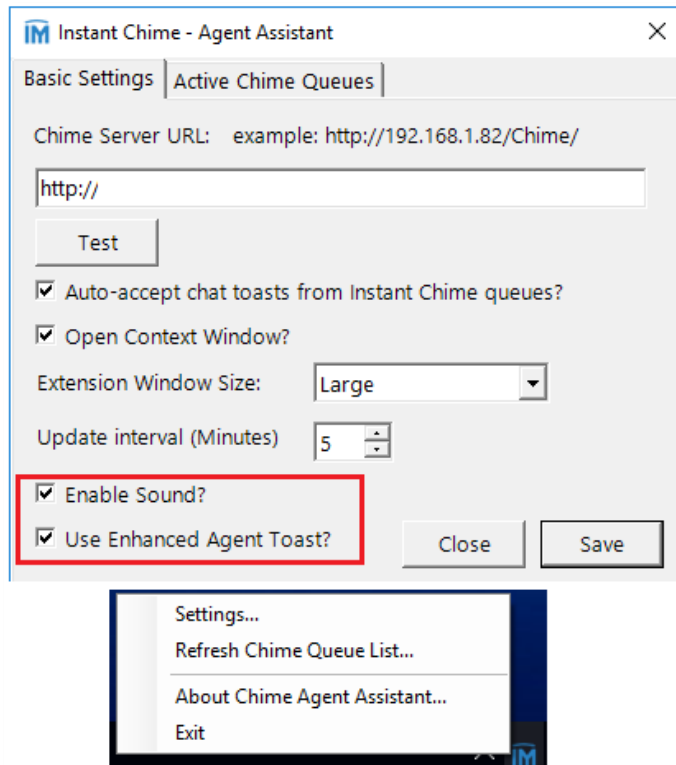 IM Instant Chime - Agent Assistant
Basic Settings Active Chime Queues
Chime Server URL: example: http://192.168.1.82/Chime/
http://
Test
Auto-accept chat toasts from Instant Chime queues?
Open Context Window?
Extension Window Size: Large
Update interval (Minutes) 5
Enable Sound?
Use Enhanced Agent Toast?
Close Save
Settings...
Refresh Chime Queue List...
About Chime Agent Assistant...
Exit
IM